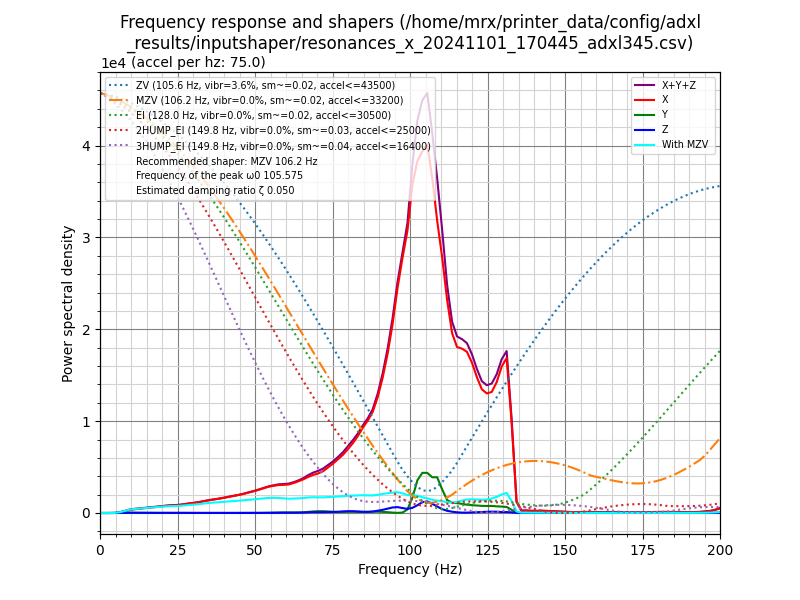 Frequency response and shapers (/home/mrx/printer_data/config/adxl
_results/inputshaper/resonances_x_20241101_170445_adxl345.csv)
1e4 (accel per hz: 75.0)
ZV (105.6 Hz, vibr=3.6%, sm~=0.02, accel<=43500)
MZV (106.2 Hz, vibr=0.0%, sm~=0.02, accel<=33200)
EI (128.0 Hz, vibr=0.0%, sm~=0.02, accel<=30500)
2HUMP_EI (149.8 Hz, vibr=0.0%, sm~=0.03, accel<=25000)
3HUMP_EI (149.8 Hz, vibr=0.0%, sm~=0.04, accel<=16400)
Recommended shaper: MZV 106.2 Hz
Frequency of the peak ω0 105.575
Estimated damping ratio ζ 0.050
X+Y+Z
X
Y
Z
With MZV
Power spectral density
4
3
2
1
0
0 25 50 75 100 125 150 175 200
Frequency (Hz)